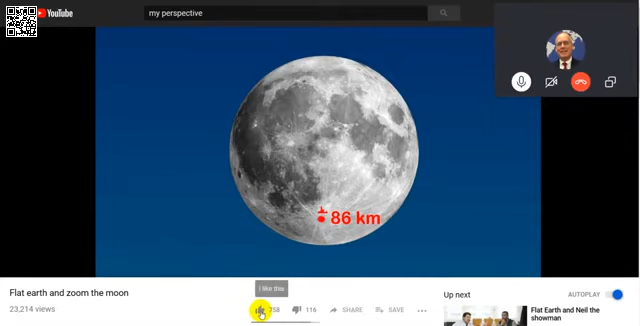 YouTube
my perspective
86 km
Flat earth and zoom the moon
23,214 views
I like this
758
116
SHARE
SAVE
Up next
AUTOPLAY
Flat Earth and Neil the
showman